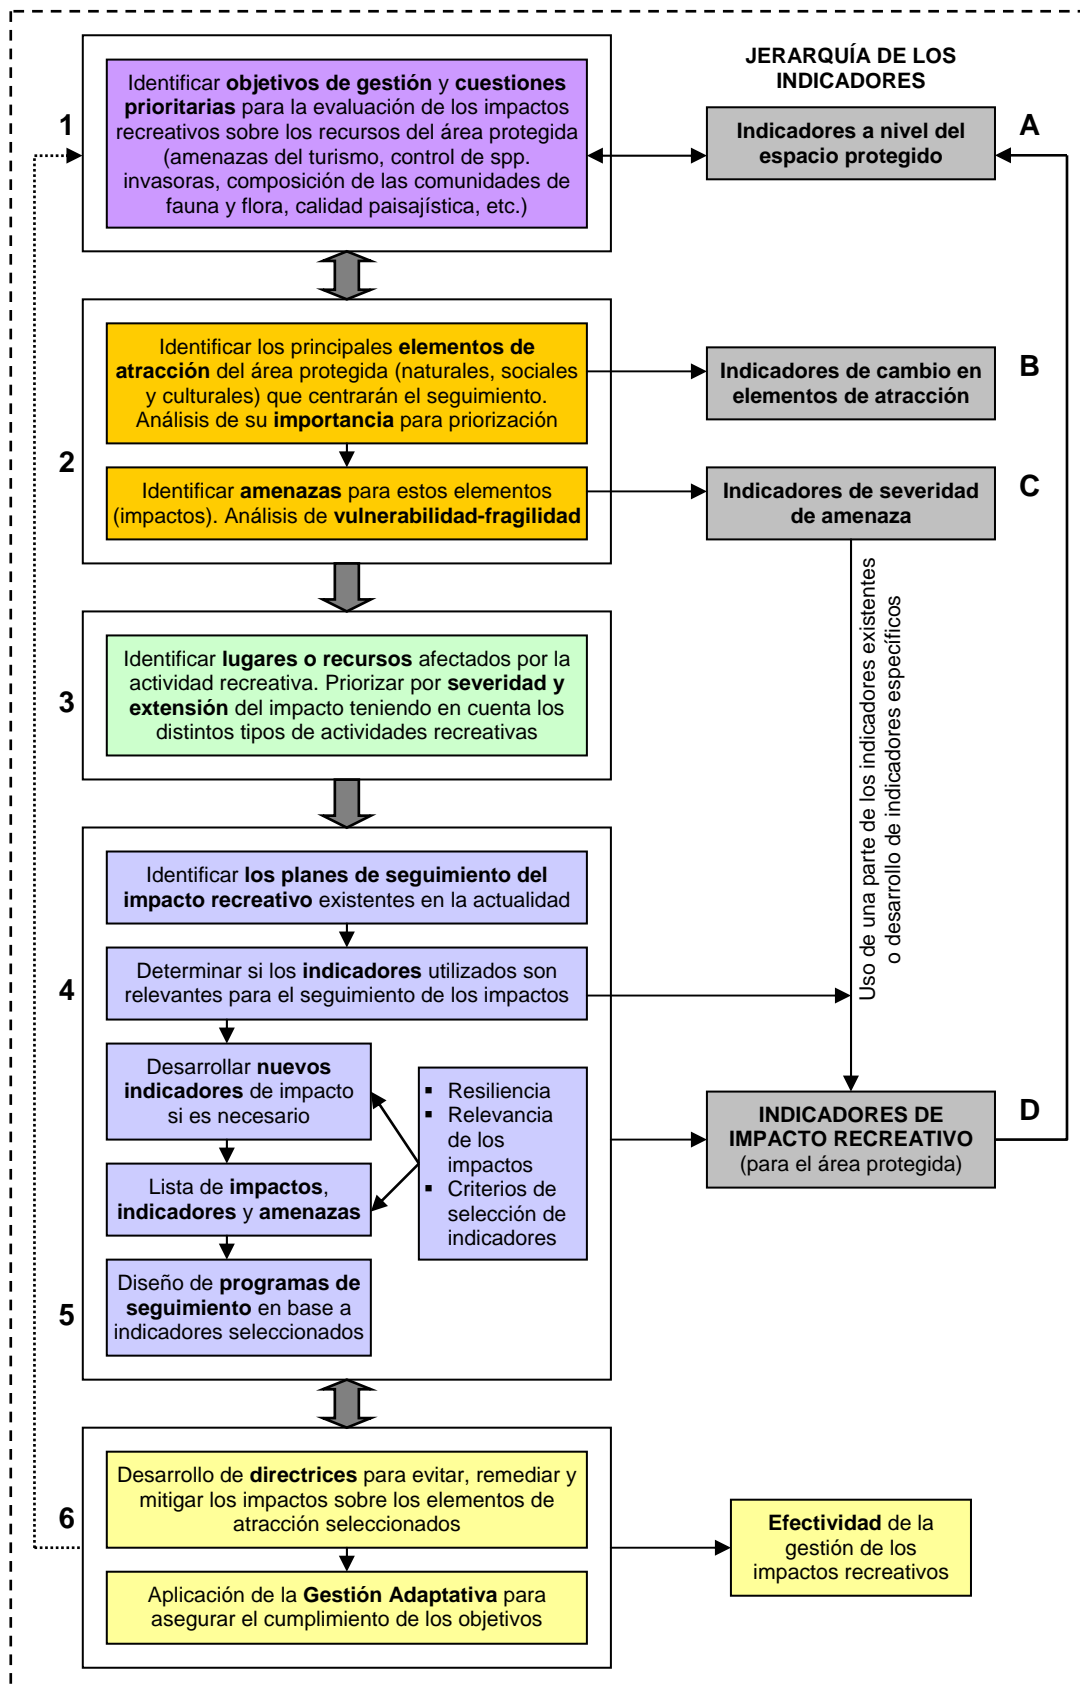 JERARQUÍA DE LOS
INDICADORES
1
Identificar objetivos de gestión y cuestiones
prioritarias para la evaluación de los impactos
recreativos sobre los recursos del área protegida
(amenazas del turismo, control de spp.
invasoras, composición de las comunidades de
fauna y flora, calidad paisajística, etc.)
Indicadores a nivel del
espacio protegido
A
2
Identificar los principales elementos de
atracción del área protegida (naturales, sociales
y culturales) que centrarán el seguimiento.
Análisis de su importancia para priorización
Indicadores de cambio en
elementos de atracción
B
Identificar amenazas para estos elementos
(impactos). Análisis de vulnerabilidad-fragilidad
Indicadores de severidad
de amenaza
C
Uso de una parte de los indicadores existentes
o desarrollo de indicadores específicos
3
Identificar lugares o recursos afectados por la
actividad recreativa. Priorizar por severidad y
extensión del impacto teniendo en cuenta los
distintos tipos de actividades recreativas
Identificar los planes de seguimiento del
impacto recreativo existentes en la actualidad
4
Determinar si los indicadores utilizados son
relevantes para el seguimiento de los impactos
Desarrollar nuevos
indicadores de impacto
si es necesario
▪ Resiliencia
▪ Relevancia
de los
impactos
▪ Criterios de
selección de
indicadores
INDICADORES DE
IMPACTO RECREATIVO
(para el área protegida)
D
Lista de impactos,
indicadores y amenazas
5
Diseño de programas de
seguimiento en base a
indicadores seleccionados
6
Desarrollo de directrices para evitar, remediar y
mitigar los impactos sobre los elementos de
atracción seleccionados
Efectividad de la
gestión de los
impactos recreativos
Aplicación de la Gestión Adaptativa para
asegurar el cumplimiento de los objetivos